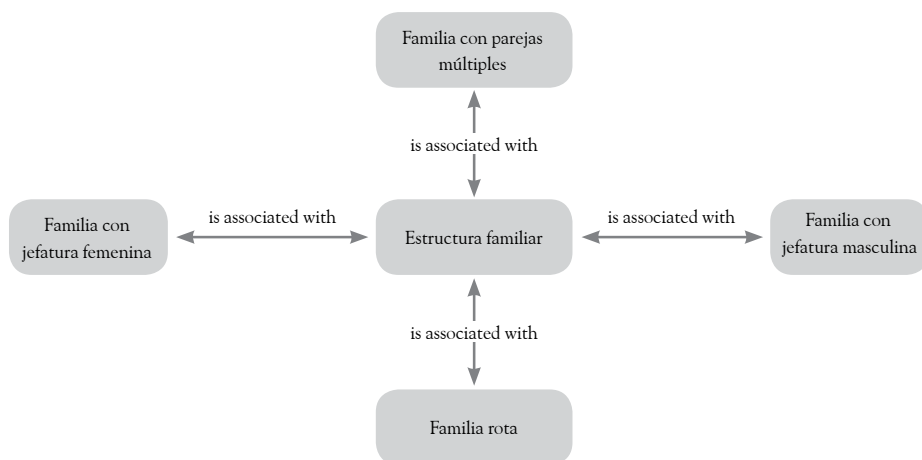 Familia con parejas
múltiples
is associated with
Familia con
jefatura femenina
is associated with
Estructura familiar
is associated with
Familia con
jefatura masculina
is associated with
Familia rota